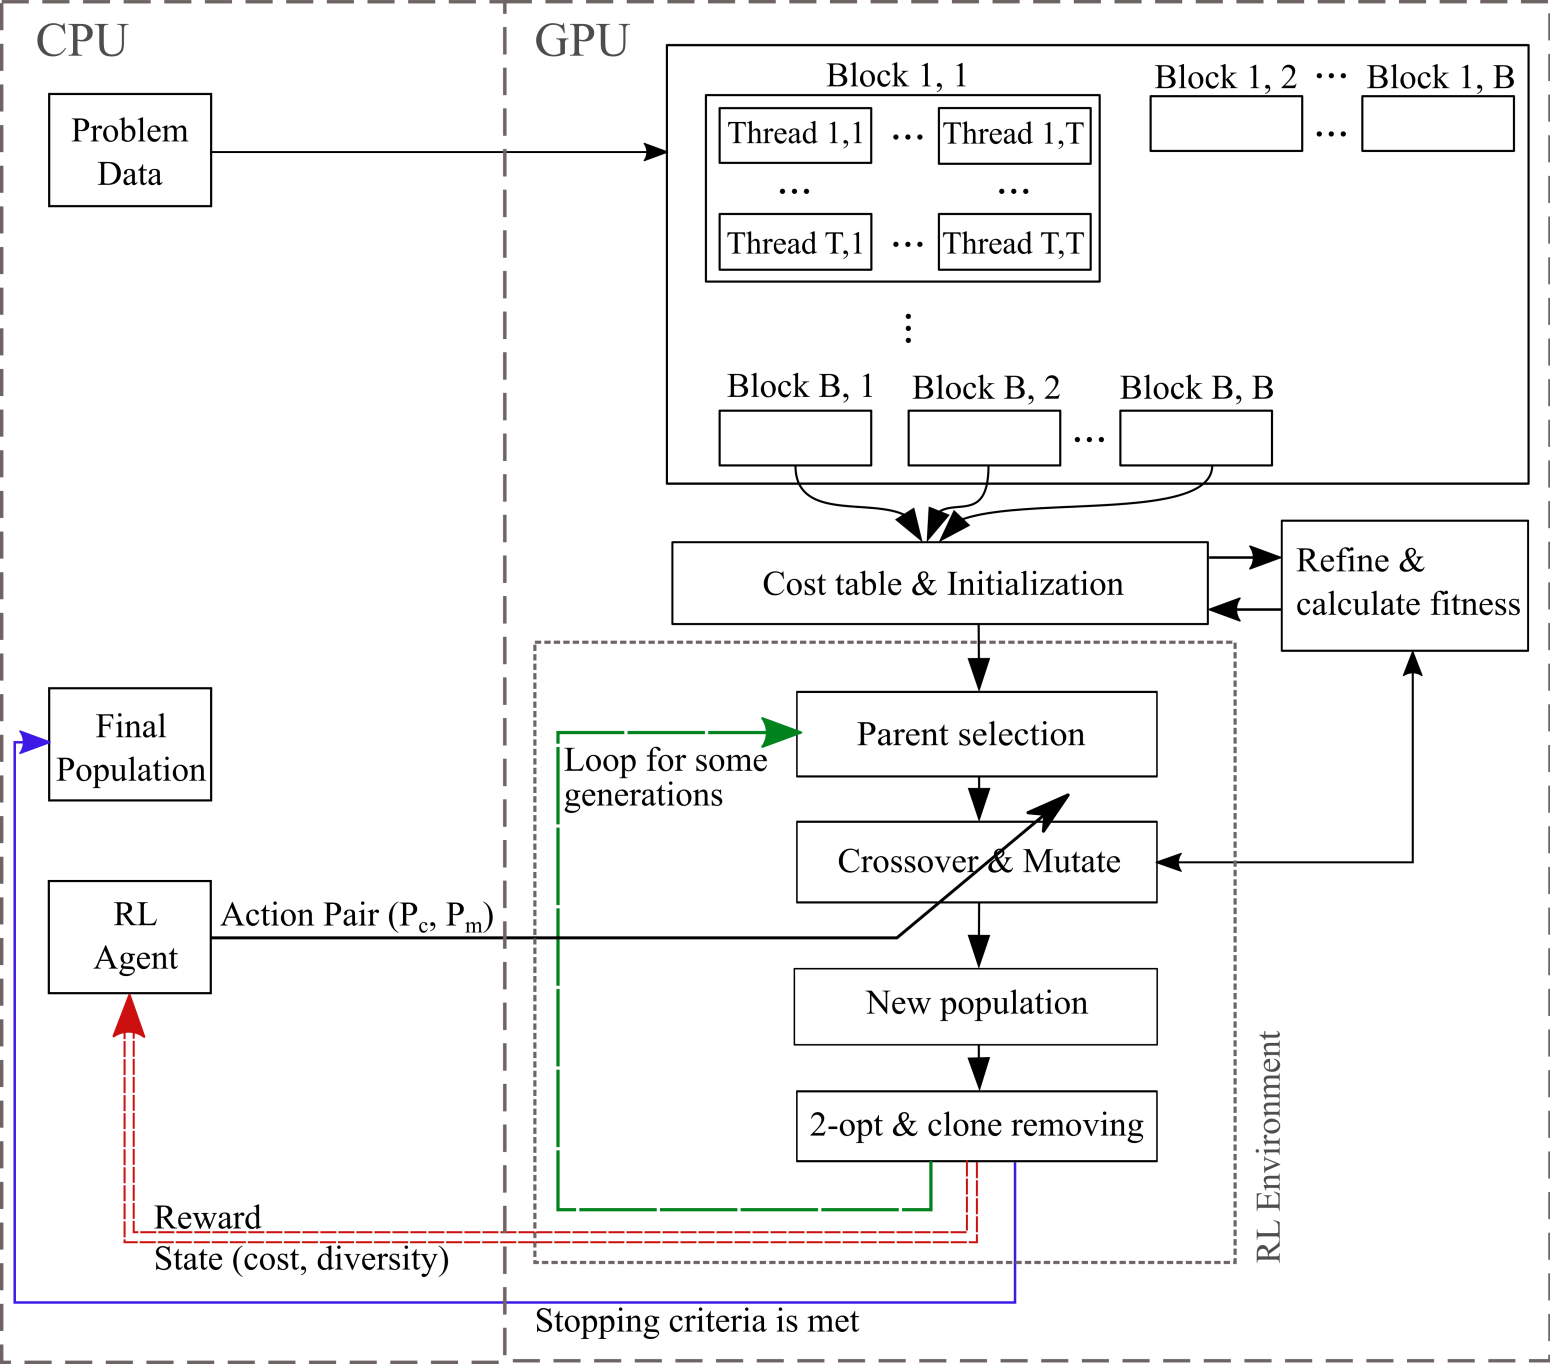 CPU
GPU
Problem
Data
Block 1, 1
Block 1, 2 ... Block 1, B
Thread 1,1 ... Thread 1,T
... ...
Thread T,1 ... Thread T,T
...
...
Block B, 1
Block B, 2
Block B, B
...
Cost table & Initialization
Refine &
calculate fitness
Final
Population
Parent selection
Loop for some
generations
Crossover & Mutate
RL
Agent
Action Pair (Pc, Pm)
New population
2-opt & clone removing
RL Environment
Reward
State (cost, diversity)
Stopping criteria is met